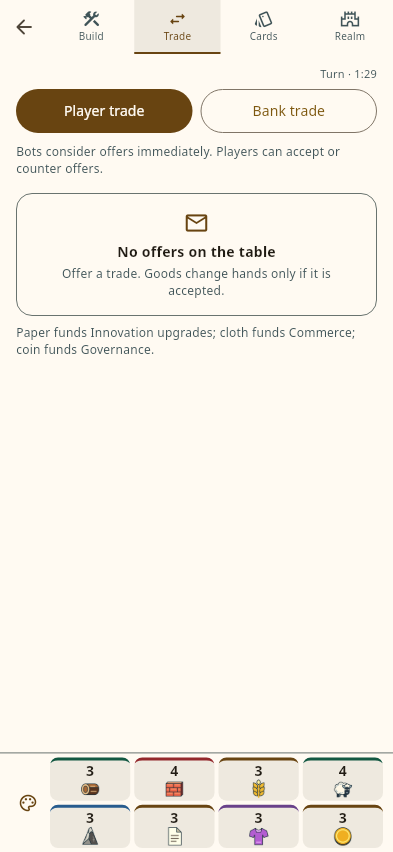 Build
Trade
Cards
Realm
Turn · 1:29
Player trade
Bank trade
Bots consider offers immediately. Players can accept or
counter offers.
No offers on the table
Offer a trade. Goods change hands only if it is
accepted.
Paper funds Innovation upgrades; cloth funds Commerce;
coin funds Governance.
3
4
3
4
3
3
3
3